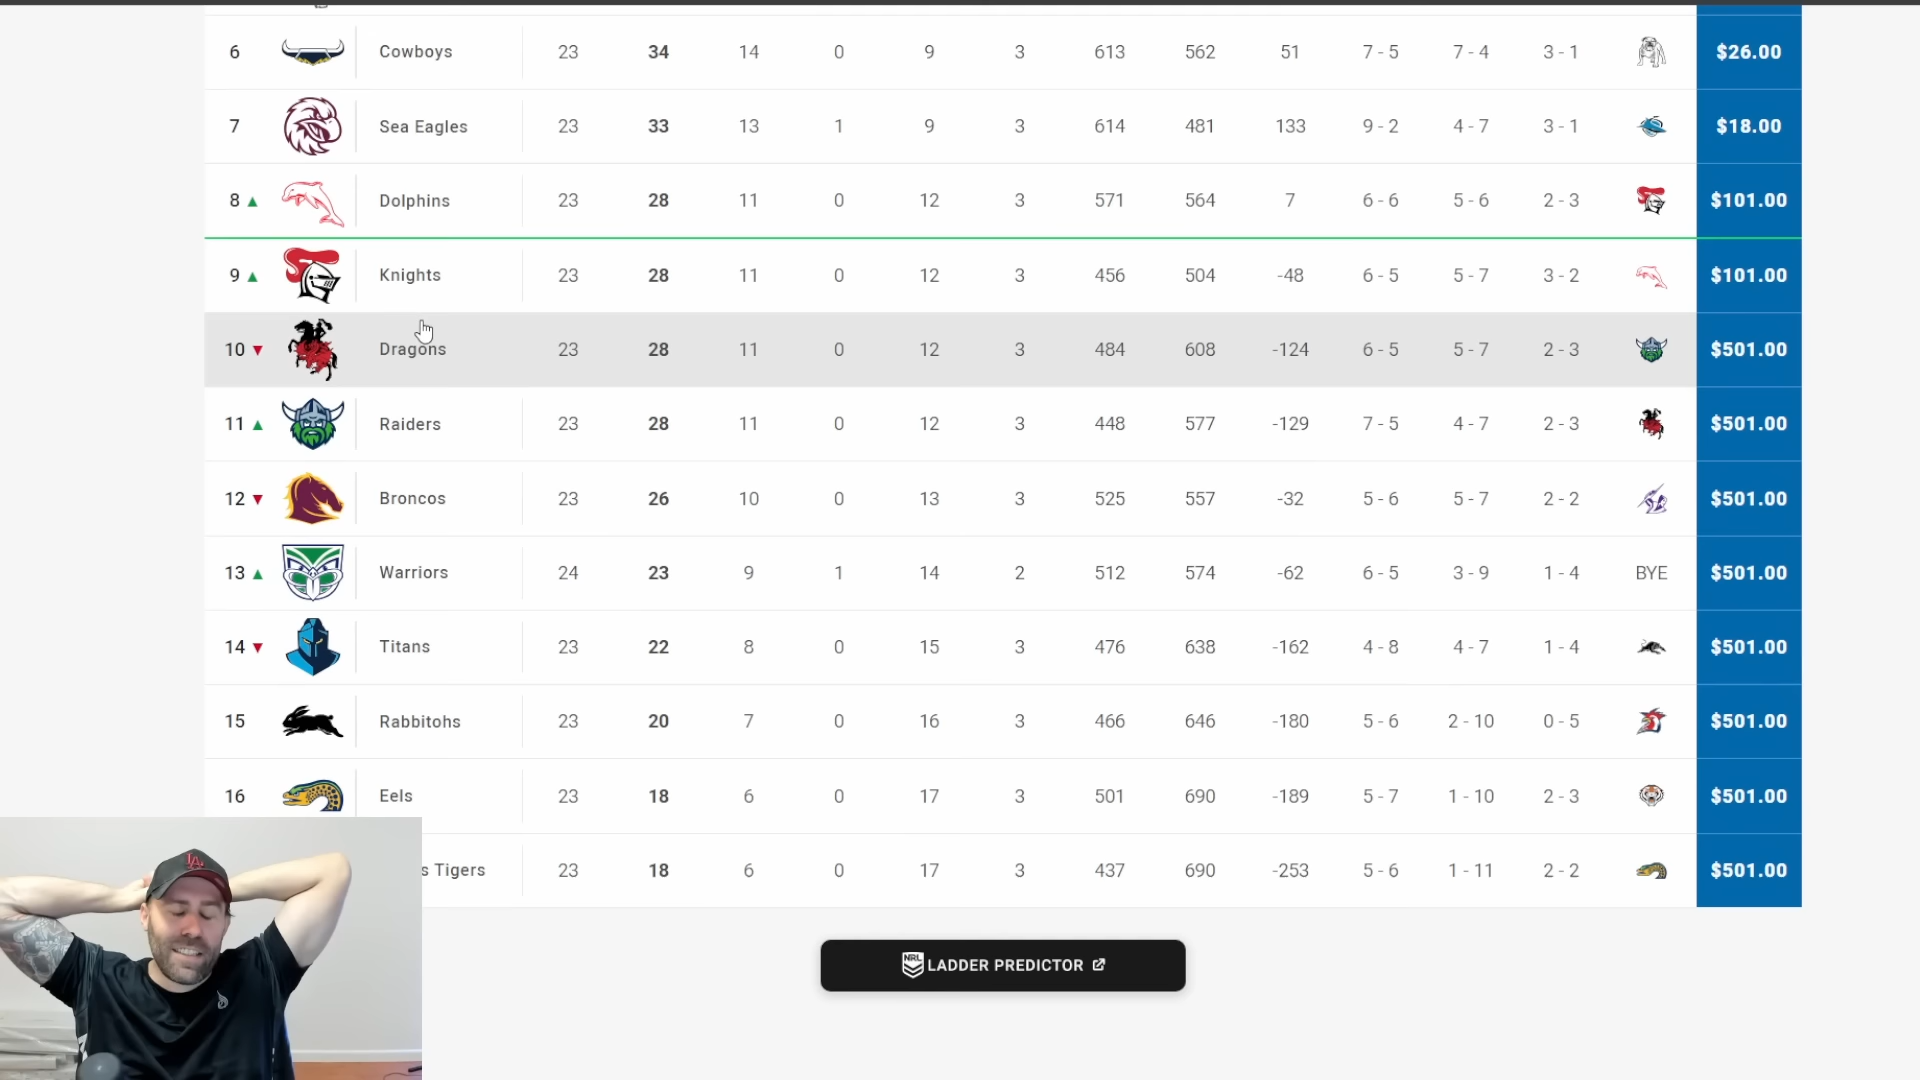 6 Cowboys 23 34 14 0 9 3 613 562 51 7 - 5 7 - 4 3 - 1 $26.00
7 Sea Eagles 23 33 13 1 9 3 614 481 133 9 - 2 4 - 7 3 - 1 $18.00
8 Dolphins 23 28 11 0 12 3 571 564 7 6 - 6 5 - 6 2 - 3 $101.00
9 Knights 23 28 11 0 12 3 456 504 -48 6 - 5 5 - 7 3 - 2 $101.00
10 Dragons 23 28 11 0 12 3 484 608 -124 6 - 5 5 - 7 2 - 3 $501.00
11 Raiders 23 28 11 0 12 3 448 577 -129 7 - 5 4 - 7 2 - 3 $501.00
12 Broncos 23 26 10 0 13 3 525 557 -32 5 - 6 5 - 7 2 - 2 $501.00
13 Warriors 24 23 9 1 14 2 512 574 -62 6 - 5 3 - 9 1 - 4 BYE $501.00
14 Titans 23 22 8 0 15 3 476 638 -162 4 - 8 4 - 7 1 - 4 $501.00
15 Rabbitohs 23 20 7 0 16 3 466 646 -180 5 - 6 2 - 10 0 - 5 $501.00
16 Eels 23 18 6 0 17 3 501 690 -189 5 - 7 1 - 10 2 - 3 $501.00
s Tigers 23 18 6 0 17 3 437 690 -253 5 - 6 1 - 11 2 - 2 $501.00
LA
NRL LADDER PREDICTOR